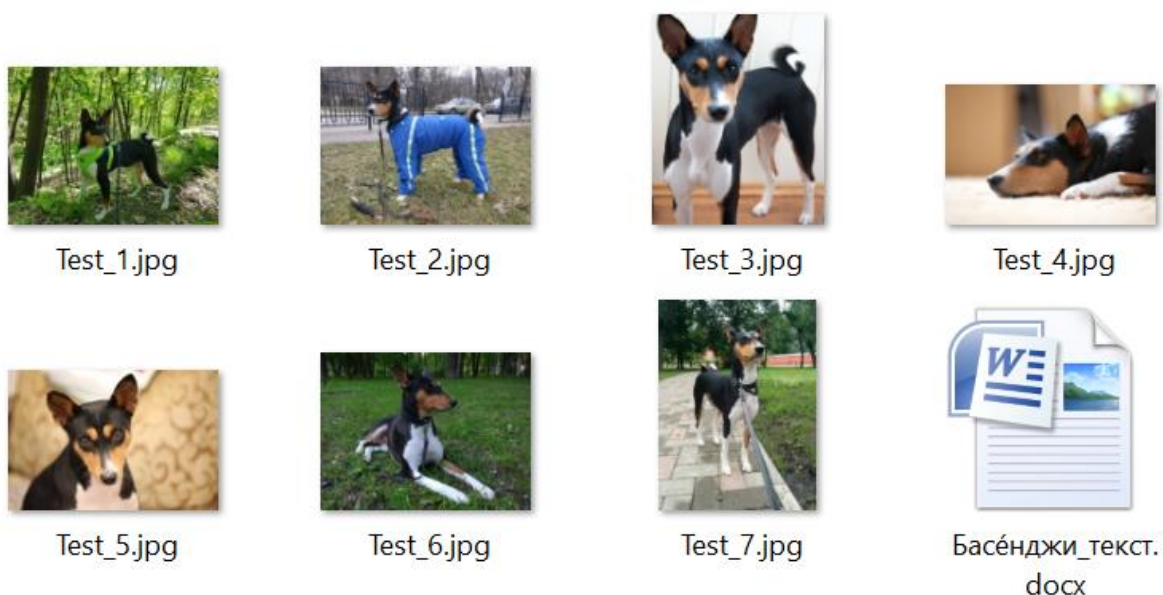 Test_1.jpg
Test_2.jpg
Test_3.jpg
Test_4.jpg
Test_5.jpg
Test_6.jpg
Test_7.jpg
W
Басе́нджи_текст.
docx